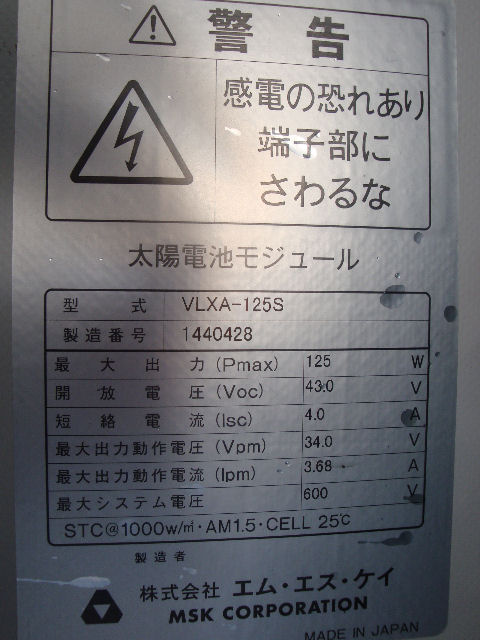 警告
感電の恐れあり
端子部に
さわるな
太陽電池モジュール
型式 VLXA-125S
製造番号 1440428
最大出力(Pmax) 125 W
開放電圧(Voc) 43.0 V
短絡電流(Isc) 4.0 A
最大出力動作電圧(Vpm) 34.0 V
最大出力動作電流(Ipm) 3.68 A
最大システム電圧 600 V
STC@1000w/㎡・AM1.5・CELL 25℃
製造者
株式会社 エム・エス・ケイ
MSK CORPORATION
MADE IN JAPAN